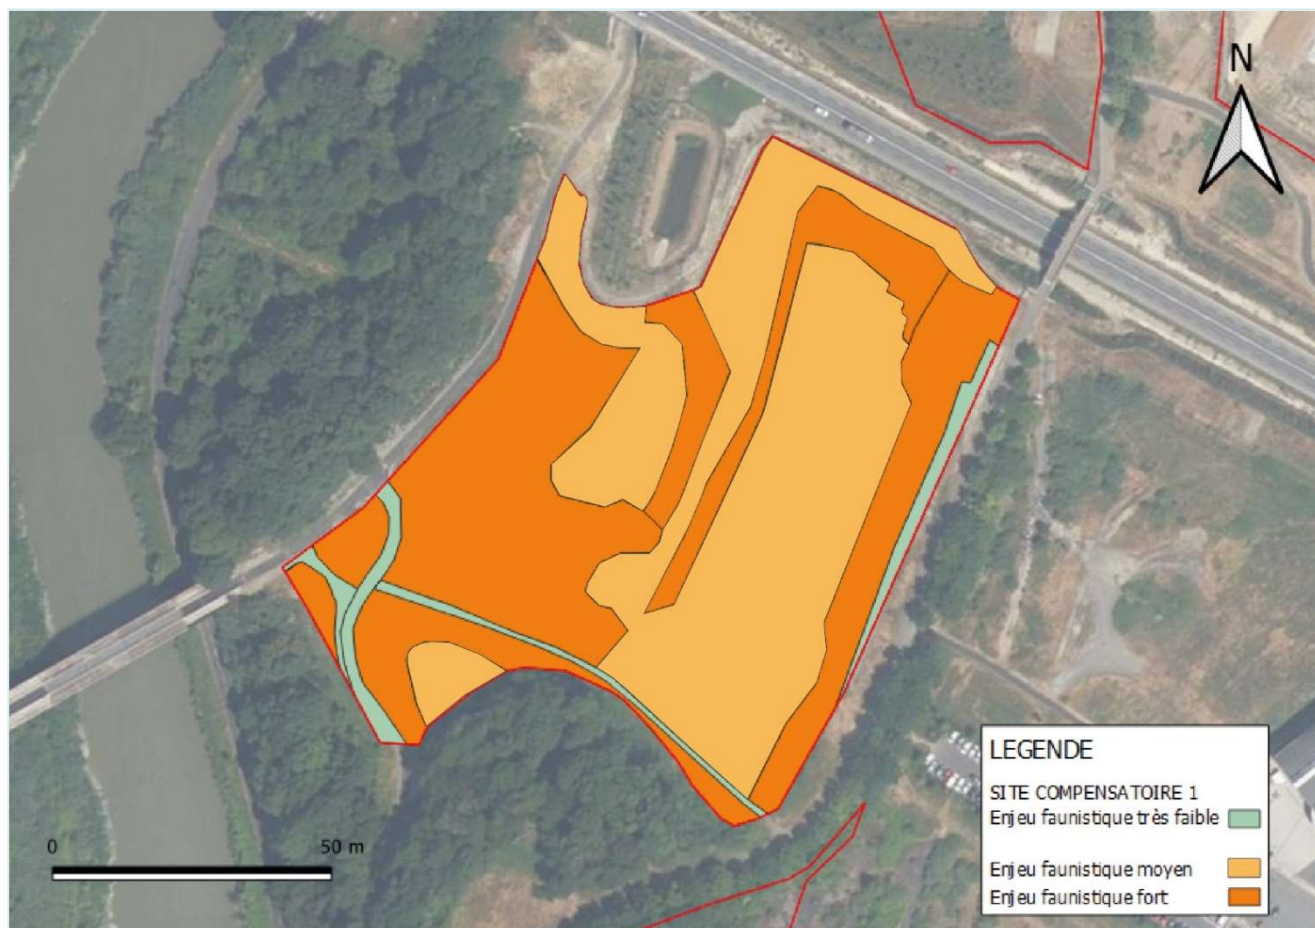 N
LEGENDE
SITE COMPENSATOIRE 1
Enjeu faunistique très faible
Enjeu faunistique moyen
Enjeu faunistique fort
0 50 m